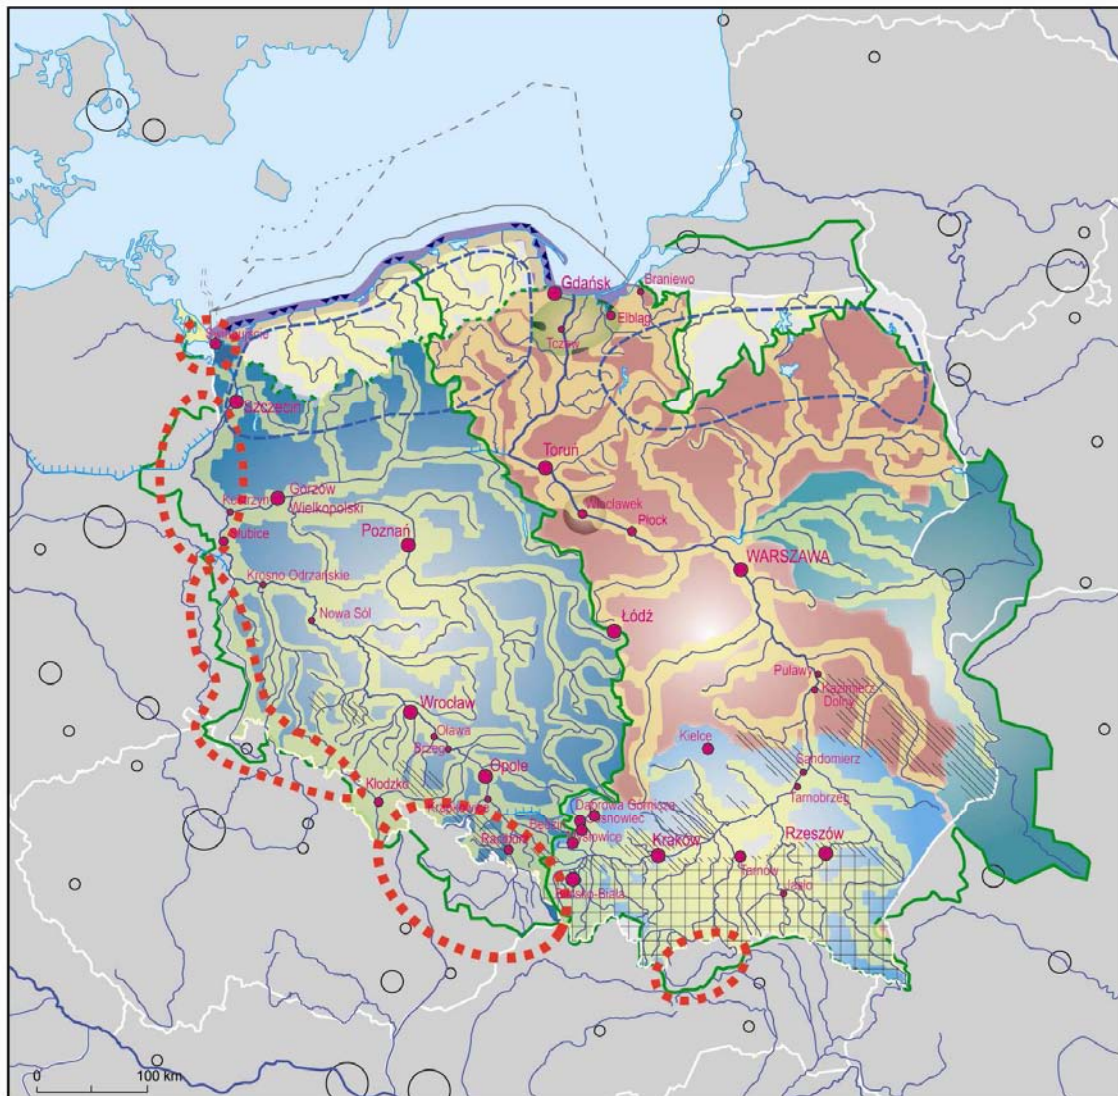 Gdańsk
Braniewo
Elbląg
Tczew
Szczecin
Toruń
Gorzów
Wielkopolski
Włocławek
Kostrzyn
Płock
Słubice
Poznań
WARSZAWA
Krosno Odrzańskie
Nowa Sól
Łódź
Puławy
Kazimierz
Dolny
Wrocław
Oława
Brzeg
Kielce
Opole
Sandomierz
Tarnobrzeg
Kłodzko
Dąbrowa Górnicza
Sosnowiec
Kraków
Rzeszów
Racibórz
Tarnów
Jasło
Bielsko-Biała
0
100 km